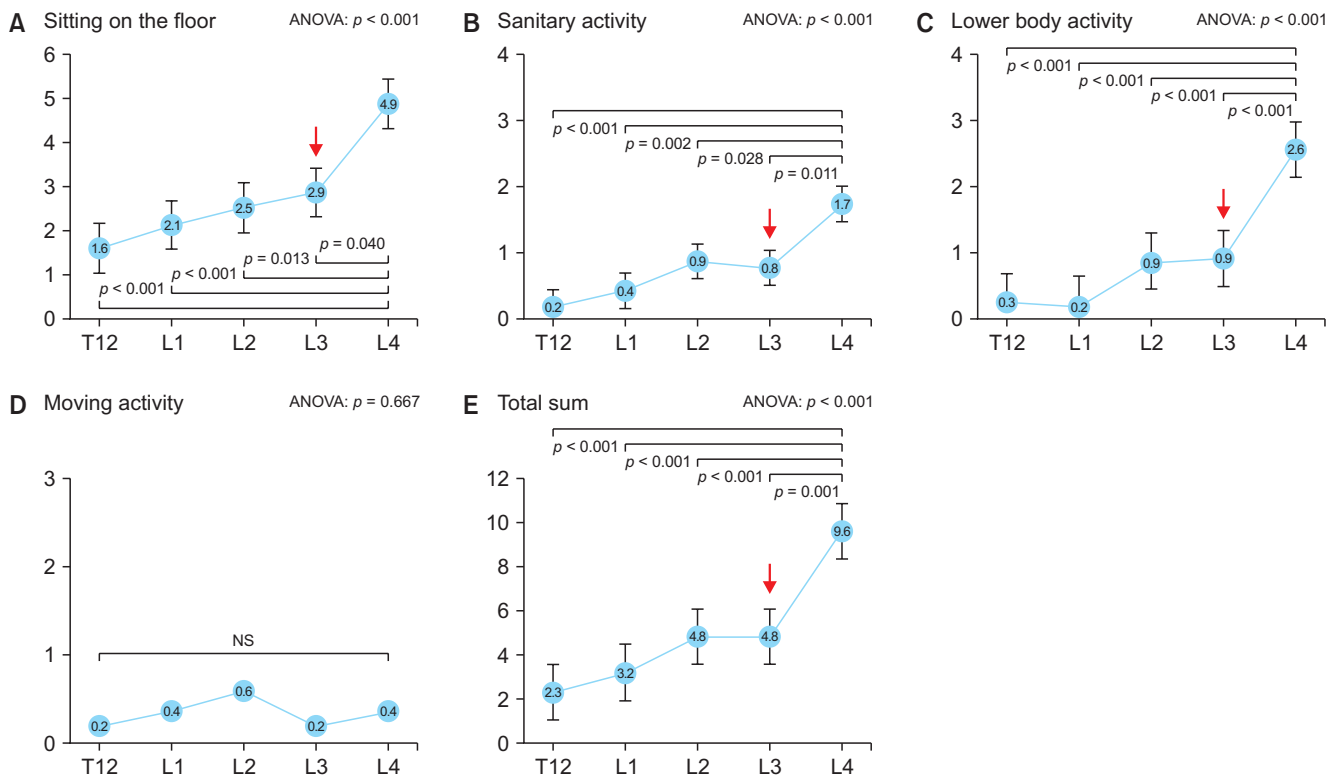 A Sitting on the floor ANOVA: p < 0.001
6
5
4
3
2
1
0
4.9
2.9
2.5
2.1
1.6
p = 0.040
p = 0.013
p < 0.001
p < 0.001
T12 L1 L2 L3 L4
B Sanitary activity ANOVA: p < 0.001
4
3
2
1
0
p < 0.001
p = 0.002
p = 0.028
p = 0.011
1.7
0.9
0.8
0.4
0.2
T12 L1 L2 L3 L4
C Lower body activity ANOVA: p < 0.001
4
3
2
1
0
p < 0.001
p < 0.001
p < 0.001
p < 0.001
2.6
0.9
0.9
0.3
0.2
T12 L1 L2 L3 L4
D Moving activity ANOVA: p = 0.667
3
2
1
0
NS
0.2
0.4
0.6
0.2
0.4
T12 L1 L2 L3 L4
E Total sum ANOVA: p < 0.001
12
10
8
6
4
2
0
p < 0.001
p < 0.001
p < 0.001
p = 0.001
9.6
4.8
4.8
3.2
2.3
T12 L1 L2 L3 L4